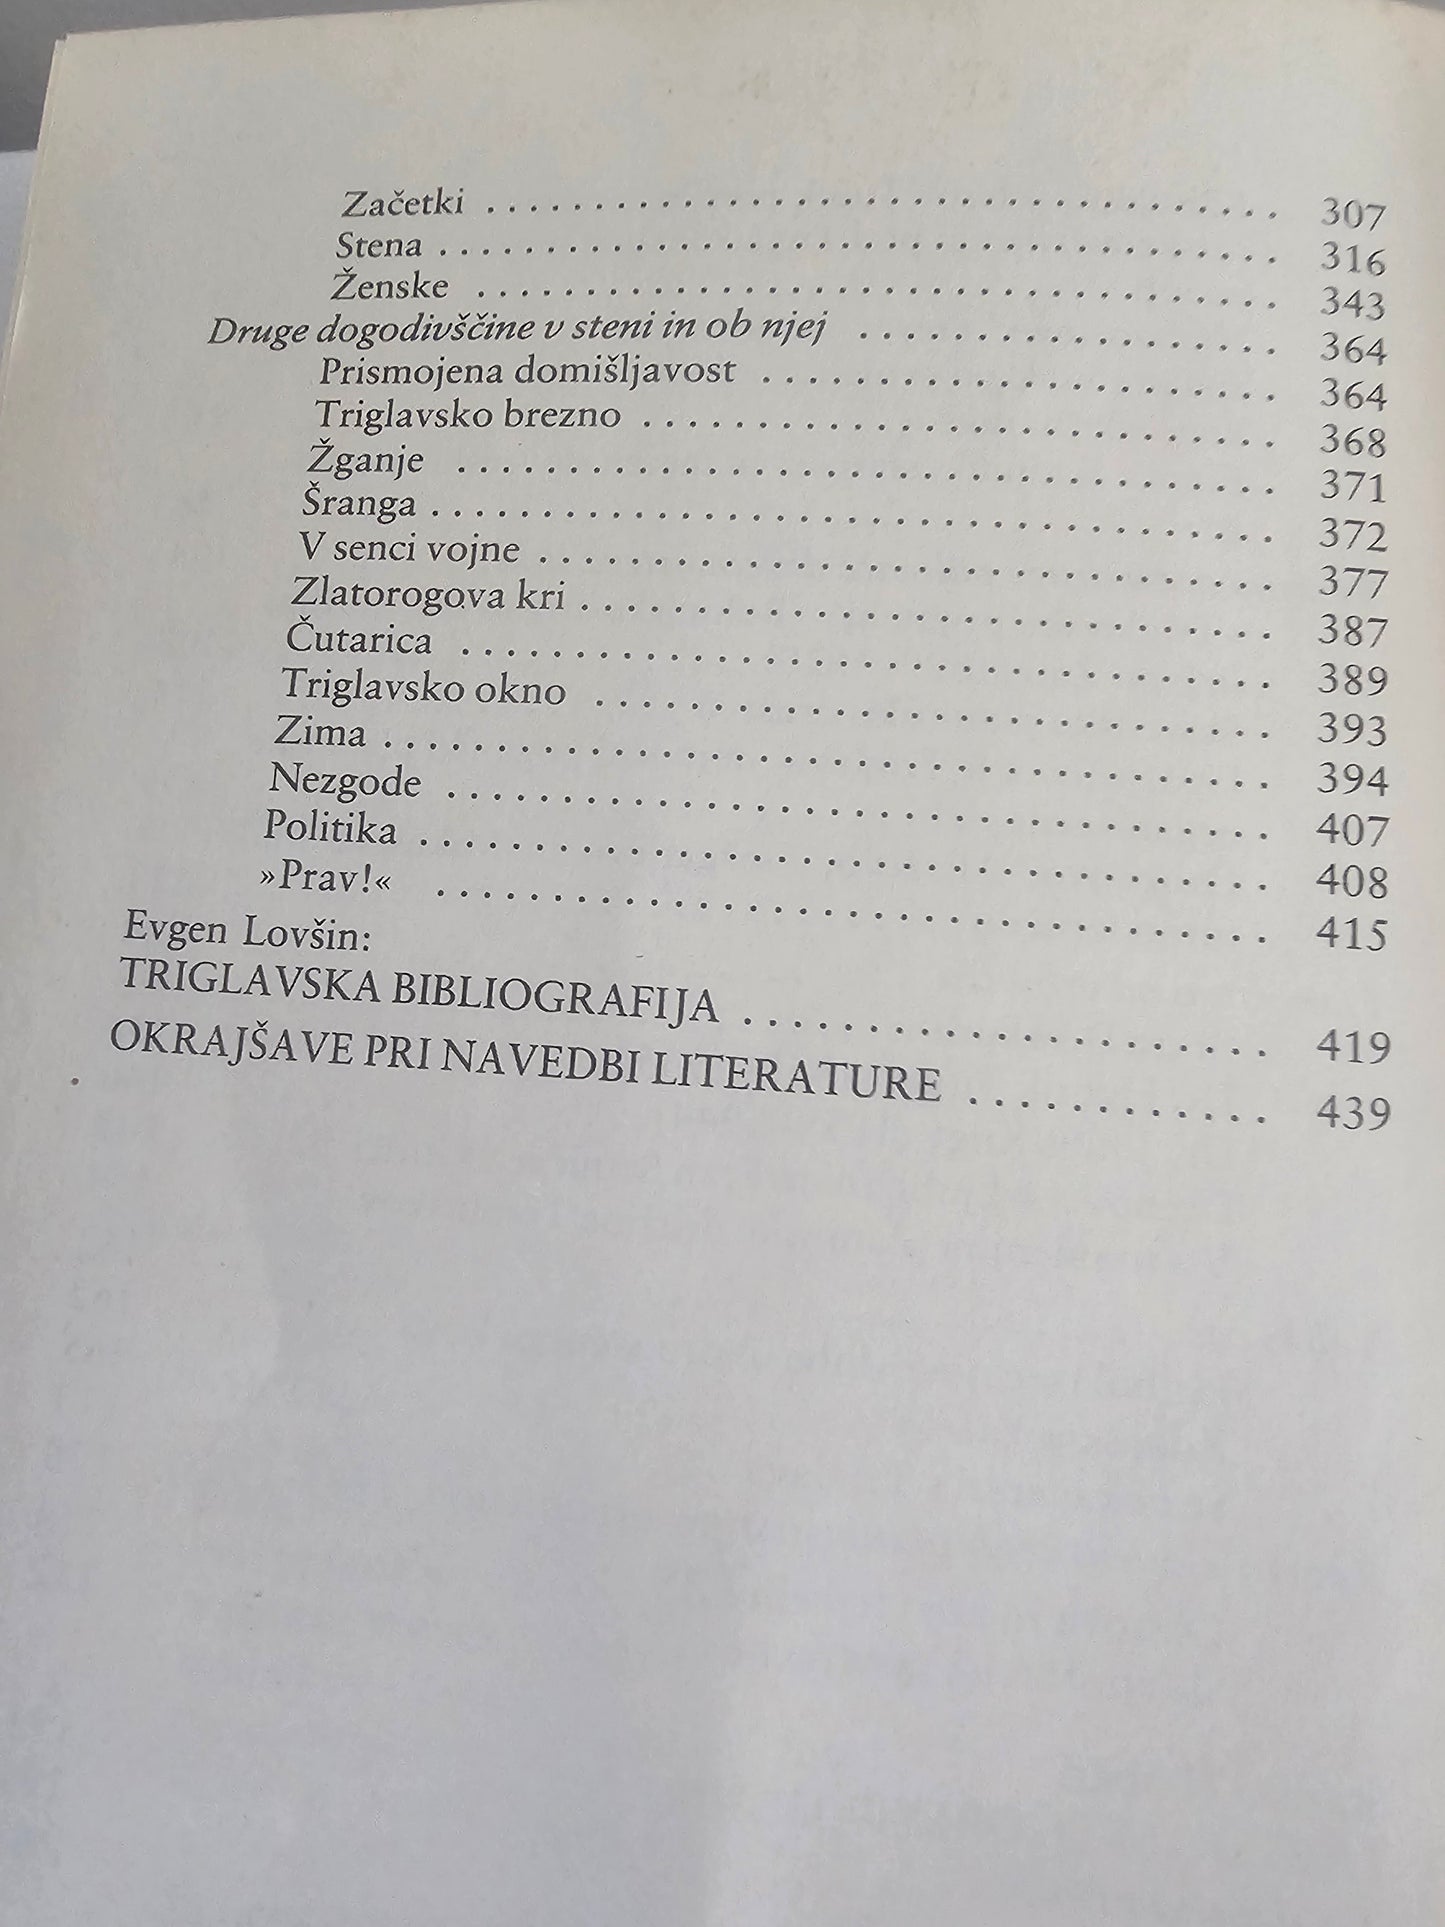 Začetki . . . . . . . . . . . . . . . . . . . . . . . . . . . . . . 307
Stena . . . . . . . . . . . . . . . . . . . . . . . . . . . . . . 316
Ženske . . . . . . . . . . . . . . . . . . . . . . . . . . . . . . 343
Druge dogodivščine v steni in ob njej . . . . . . . . . . . . . . . . 364
Prismojena domišljavost . . . . . . . . . . . . . . . . . . . . 364
Triglavsko brezno . . . . . . . . . . . . . . . . . . . . . . . . 368
Žganje . . . . . . . . . . . . . . . . . . . . . . . . . . . . . . 371
Šranga . . . . . . . . . . . . . . . . . . . . . . . . . . . . . . 372
V senci vojne . . . . . . . . . . . . . . . . . . . . . . . . . . 377
Zlatorogova kri . . . . . . . . . . . . . . . . . . . . . . . . . 387
Čutarica . . . . . . . . . . . . . . . . . . . . . . . . . . . . . 389
Triglavsko okno . . . . . . . . . . . . . . . . . . . . . . . . . 393
Zima . . . . . . . . . . . . . . . . . . . . . . . . . . . . . . . 394
Nezgode . . . . . . . . . . . . . . . . . . . . . . . . . . . . . 407
Politika . . . . . . . . . . . . . . . . . . . . . . . . . . . . . 408
»Prav!« . . . . . . . . . . . . . . . . . . . . . . . . . . . . . 415
Evgen Lovšin:
TRIGLAVSKA BIBLIOGRAFIJA . . . . . . . . . . . . . . . . . . 419
OKRAJŠAVE PRI NAVEDBI LITERATURE . . . . . . . . . . . . 439